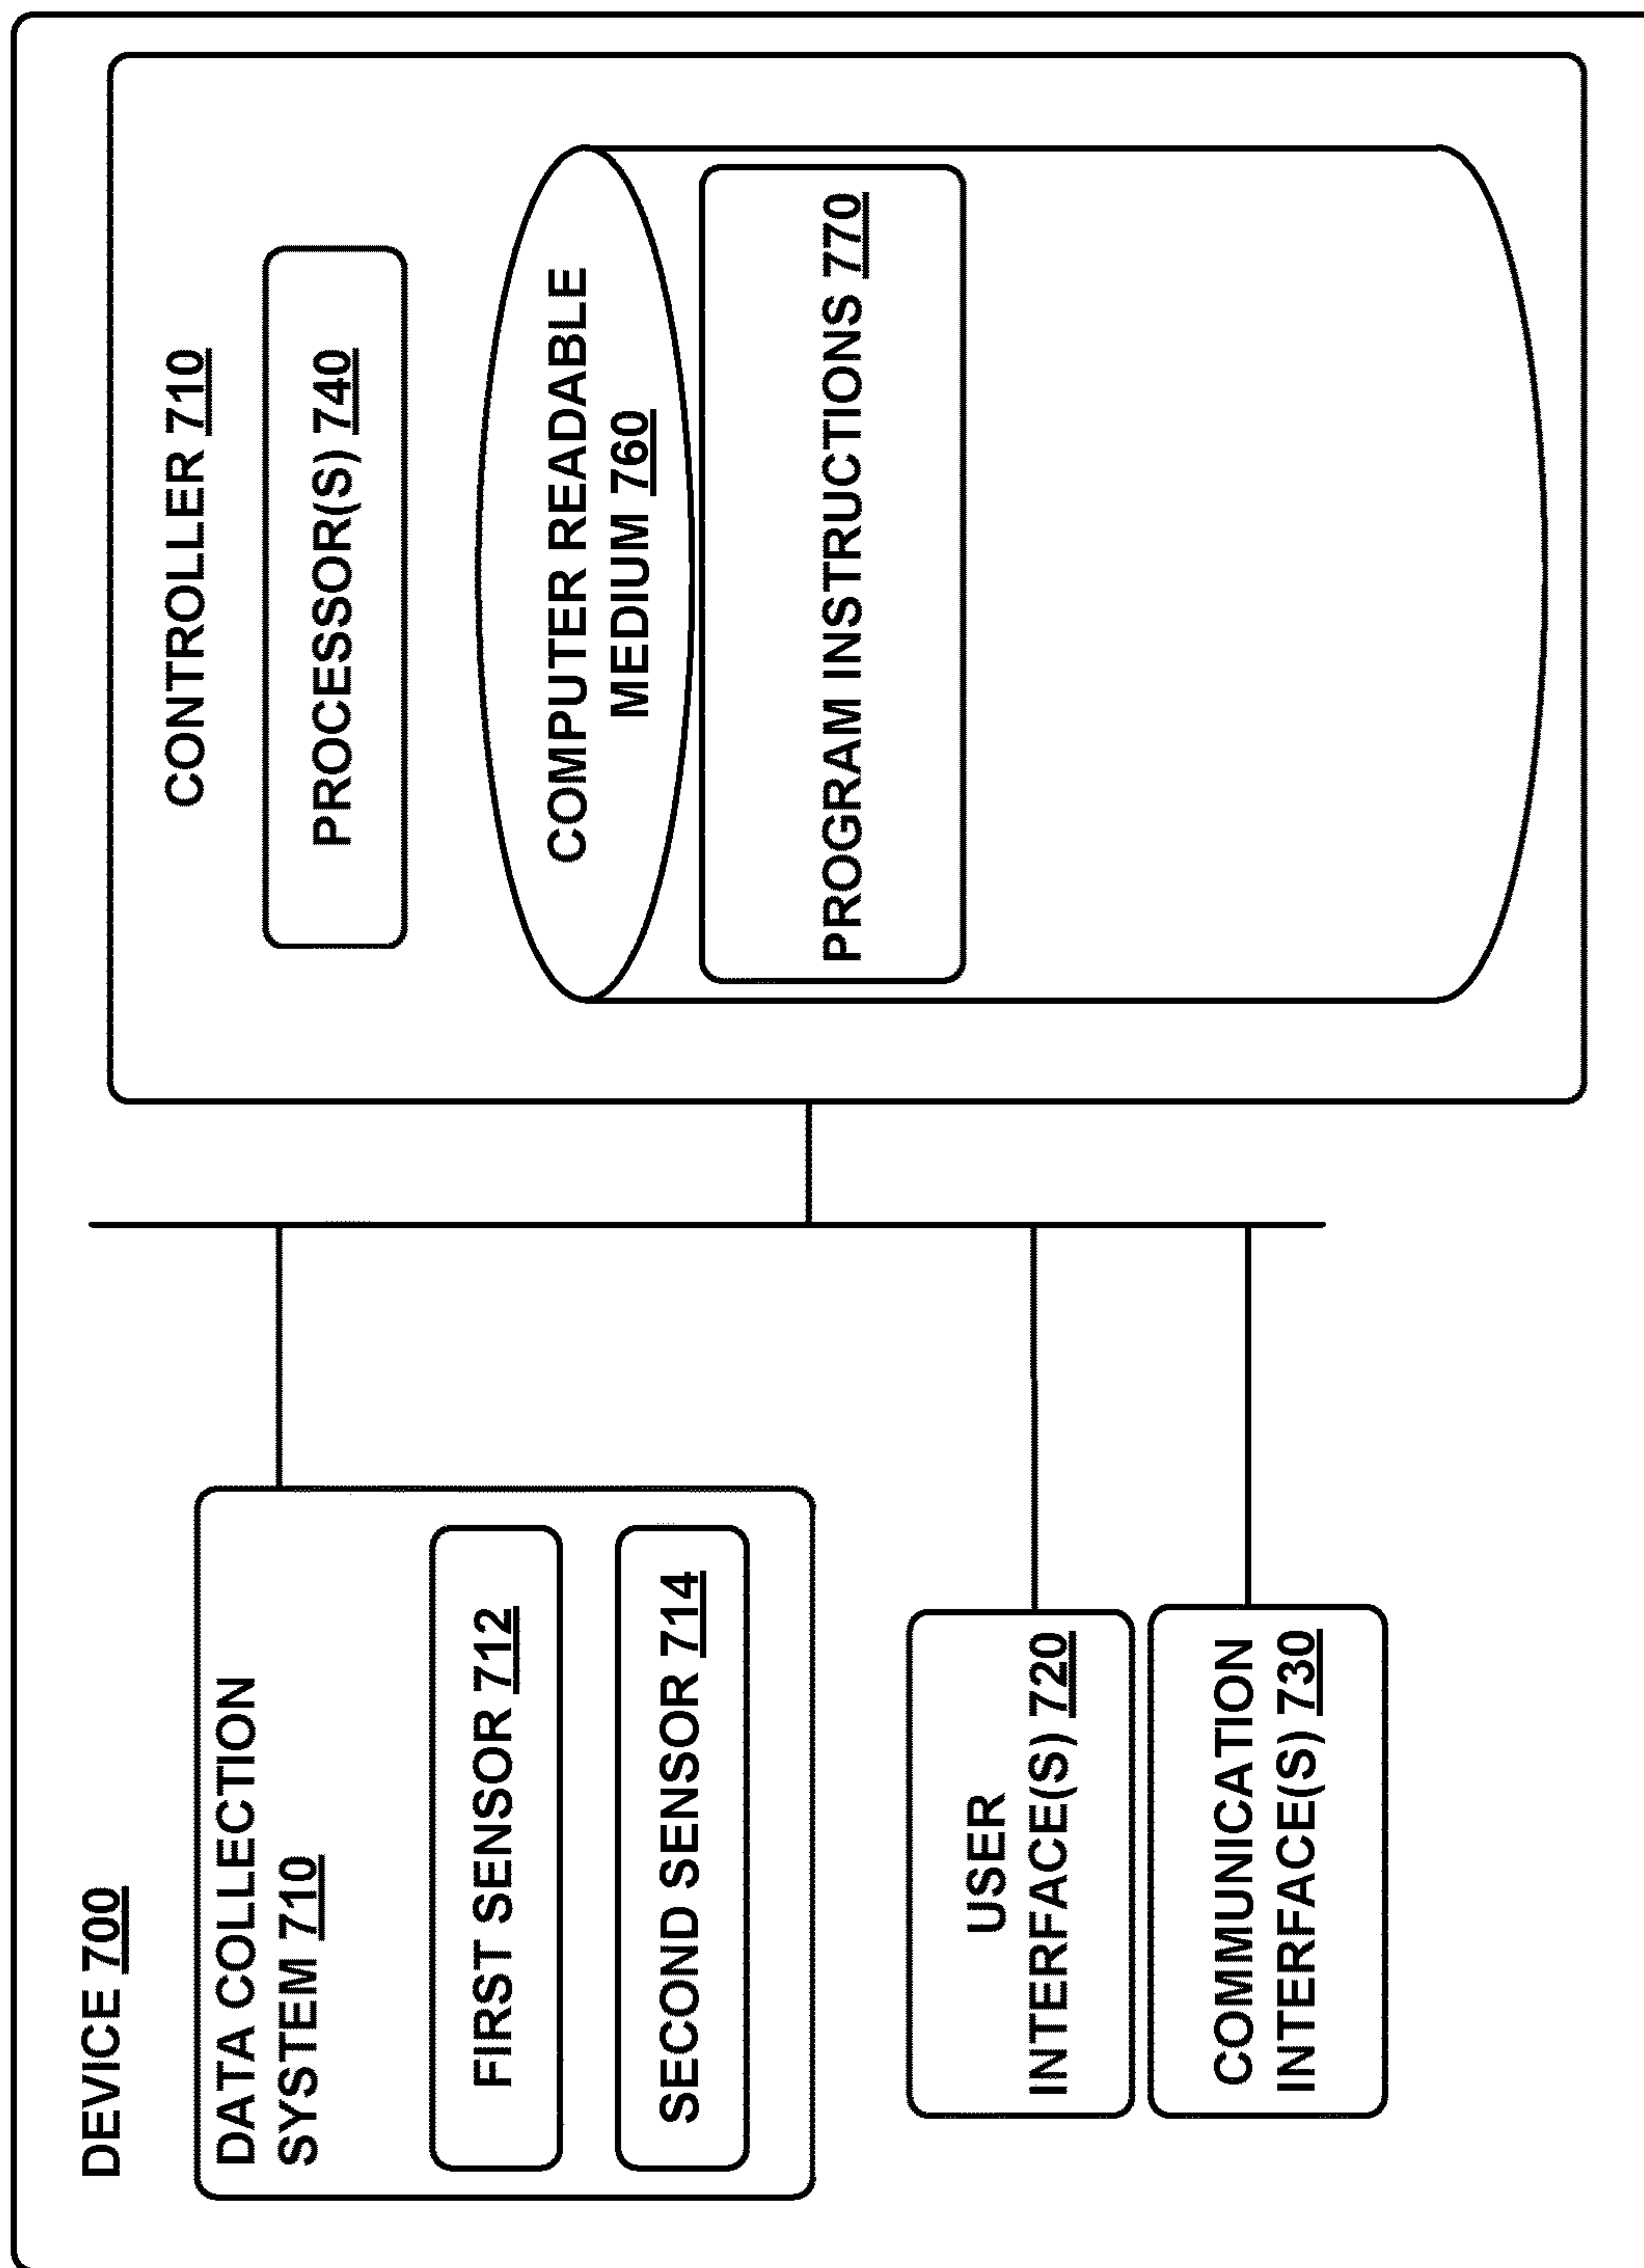 DEVICE 700
DATA COLLECTION
SYSTEM 710
FIRST SENSOR 712
SECOND SENSOR 714
USER
INTERFACE(S) 720
COMMUNICATION
INTERFACE(S) 730
CONTROLLER 710
PROCESSOR(S) 740
COMPUTER READABLE
MEDIUM 760
PROGRAM INSTRUCTIONS 770